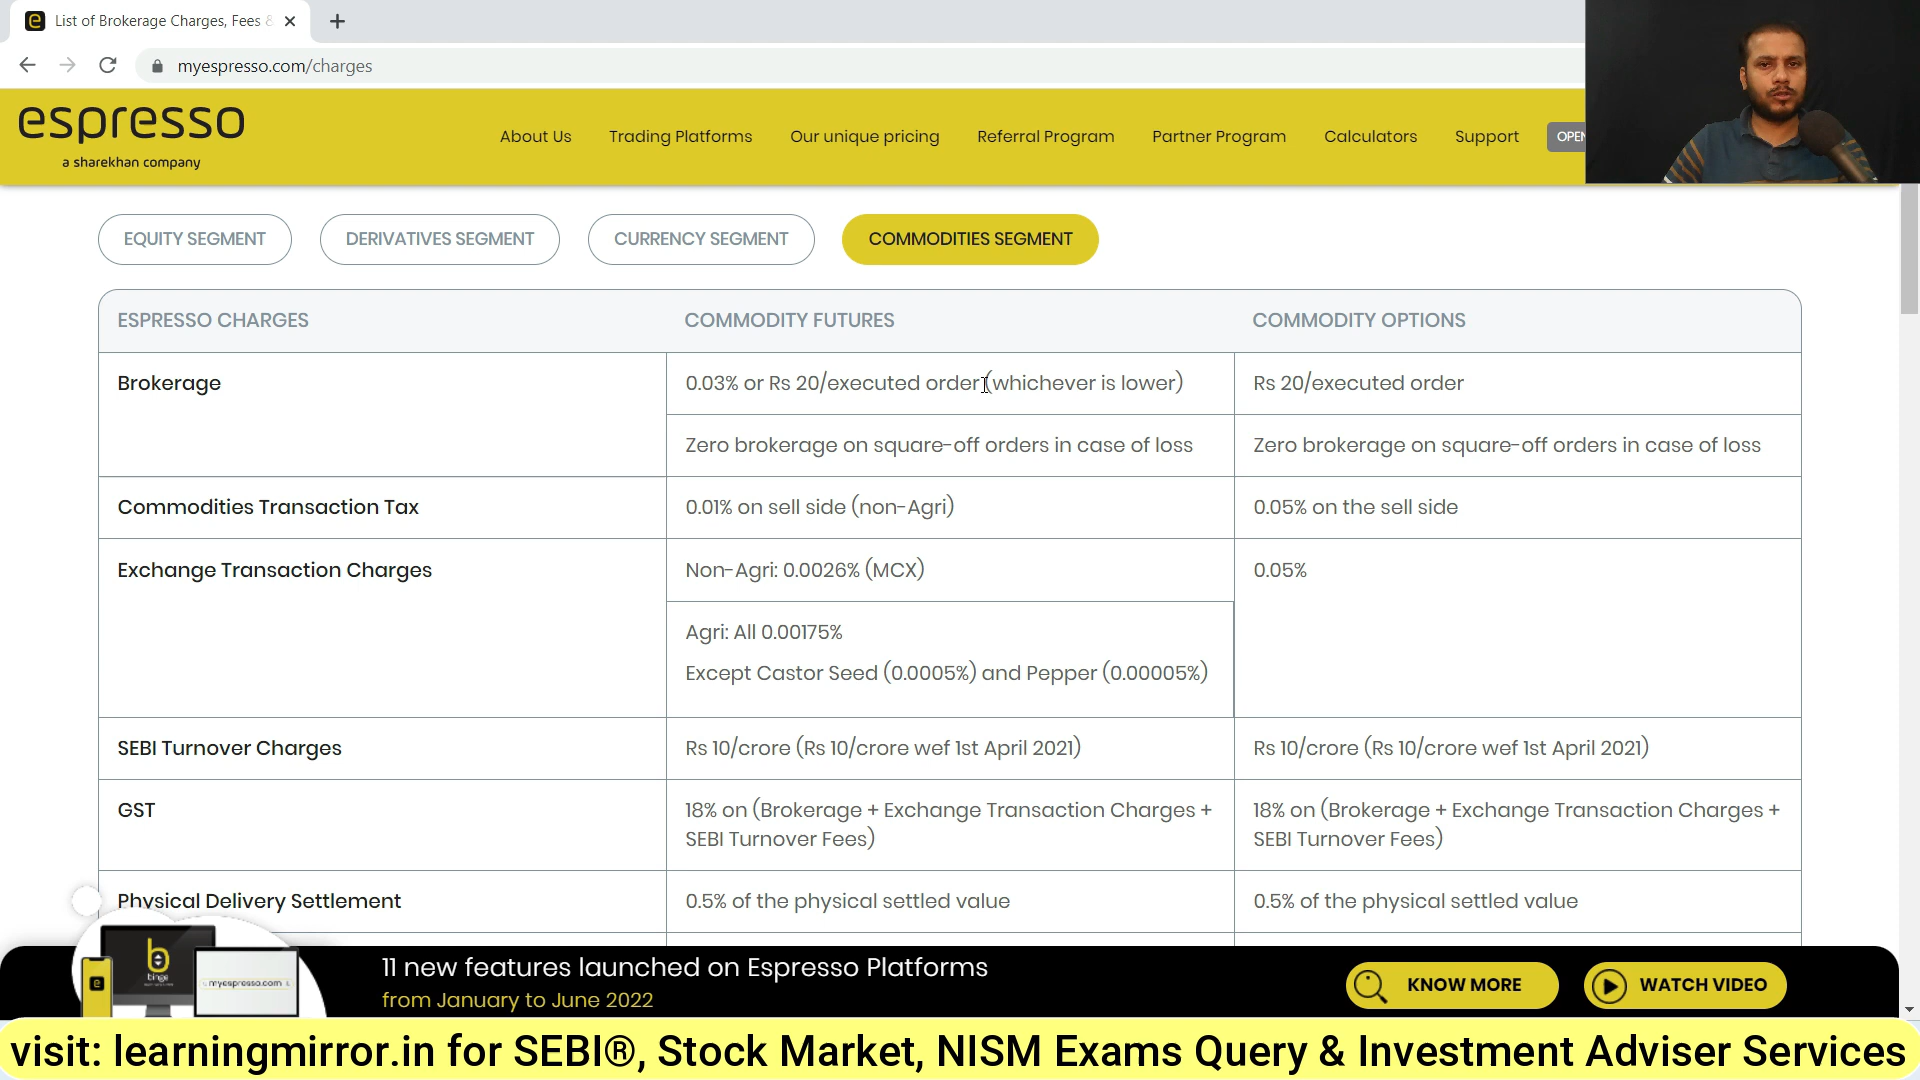 List of Brokerage Charges, Fees &
myespresso.com/charges
espresso
a sharekhan company
About Us
Trading Platforms
Our unique pricing
Referral Program
Partner Program
Calculators
Support
OPEN
EQUITY SEGMENT
DERIVATIVES SEGMENT
CURRENCY SEGMENT
COMMODITIES SEGMENT
ESPRESSO CHARGES
COMMODITY FUTURES
COMMODITY OPTIONS
Brokerage
0.03% or Rs 20/executed order (whichever is lower)
Rs 20/executed order
Zero brokerage on square-off orders in case of loss
Zero brokerage on square-off orders in case of loss
Commodities Transaction Tax
0.01% on sell side (non-Agri)
0.05% on the sell side
Exchange Transaction Charges
Non-Agri: 0.0026% (MCX)
0.05%
Agri: All 0.00175%
Except Castor Seed (0.0005%) and Pepper (0.00005%)
SEBI Turnover Charges
Rs 10/crore (Rs 10/crore wef 1st April 2021)
Rs 10/crore (Rs 10/crore wef 1st April 2021)
GST
18% on (Brokerage + Exchange Transaction Charges +
SEBI Turnover Fees)
18% on (Brokerage + Exchange Transaction Charges +
SEBI Turnover Fees)
Physical Delivery Settlement
0.5% of the physical settled value
0.5% of the physical settled value
binge
myespresso.com
11 new features launched on Espresso Platforms
from January to June 2022
KNOW MORE
WATCH VIDEO
visit: learningmirror.in for SEBI®, Stock Market, NISM Exams Query & Investment Adviser Services